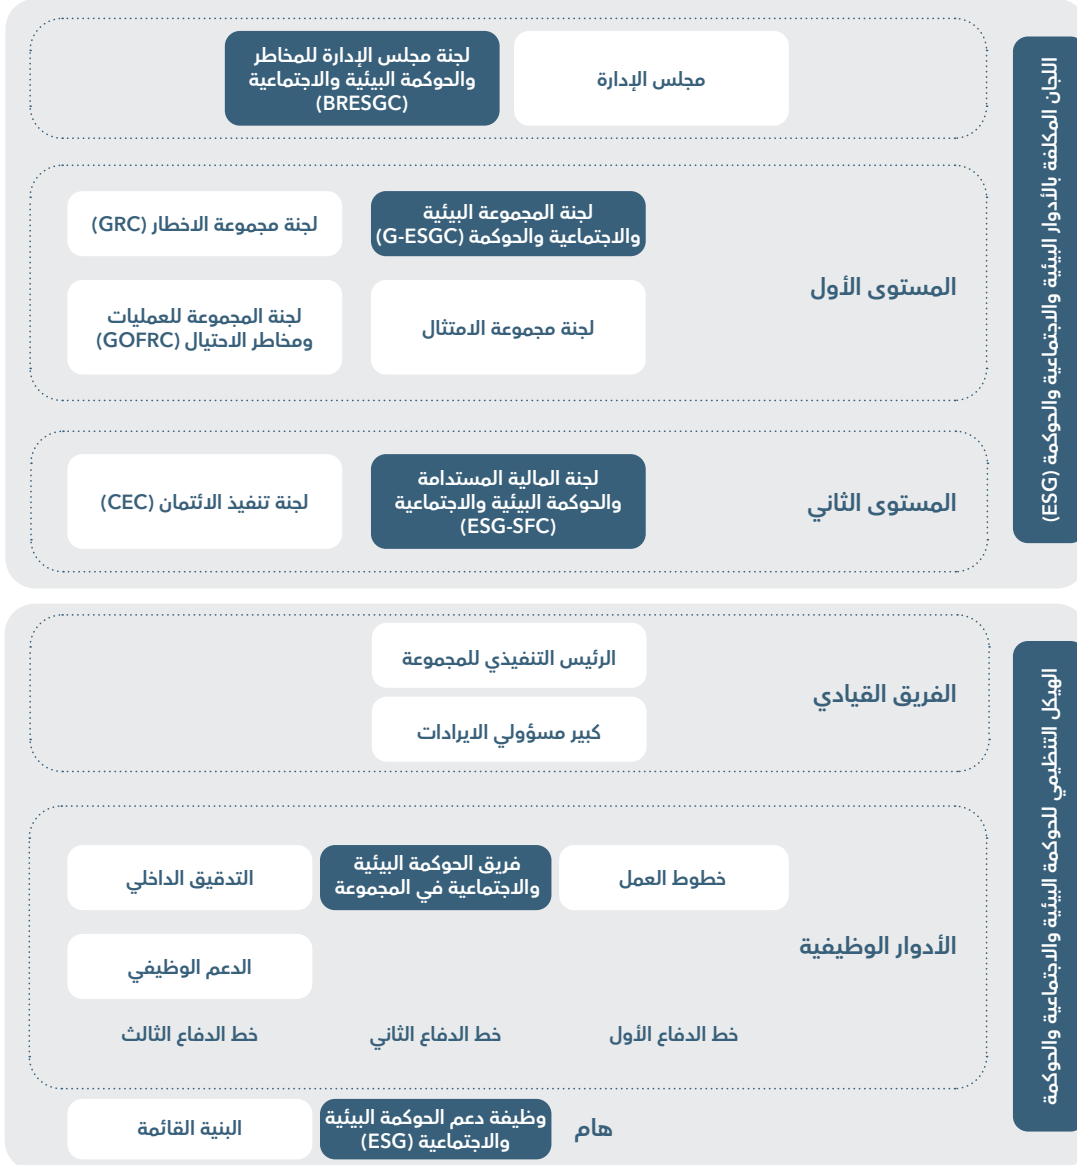 اللجان المكلفة بالأدوار البيئية والاجتماعية والحوكمة (ESG)
مجلس الإدارة
لجنة مجلس الإدارة للمخاطر
والحوكمة البيئية والاجتماعية
(BRESGC)
المستوى الأول
لجنة المجموعة البيئية
والاجتماعية والحوكمة (G-ESGC)
لجنة مجموعة الاخطار (GRC)
لجنة مجموعة الامتثال
لجنة المجموعة للعمليات
ومخاطر الاحتيال (GOFRC)
المستوى الثاني
لجنة المالية المستدامة
والحوكمة البيئية والاجتماعية
(ESG-SFC)
لجنة تنفيذ الائتمان (CEC)
الهيكل التنظيمي للحوكمة البيئية والاجتماعية والحوكمة
الفريق القيادي
الرئيس التنفيذي للمجموعة
كبير مسؤولي الايرادات
الأدوار الوظيفية
خطوط العمل
فريق الحوكمة البيئية
والاجتماعية في المجموعة
التدقيق الداخلي
الدعم الوظيفي
خط الدفاع الأول
خط الدفاع الثاني
خط الدفاع الثالث
هام
وظيفة دعم الحوكمة البيئية
والاجتماعية (ESG)
البنية القائمة